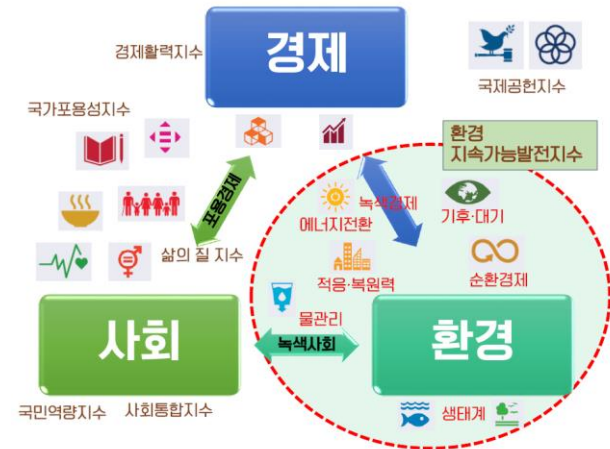 경제활력지수
경제
국제공헌지수
국가포용성지수
환경
지속가능발전지수
포용경제
녹색경제
에너지전환
기후·대기
삶의 질 지수
적응·복원력
순환경제
물관리
사회
녹색사회
환경
국민역량지수
사회통합지수
생태계